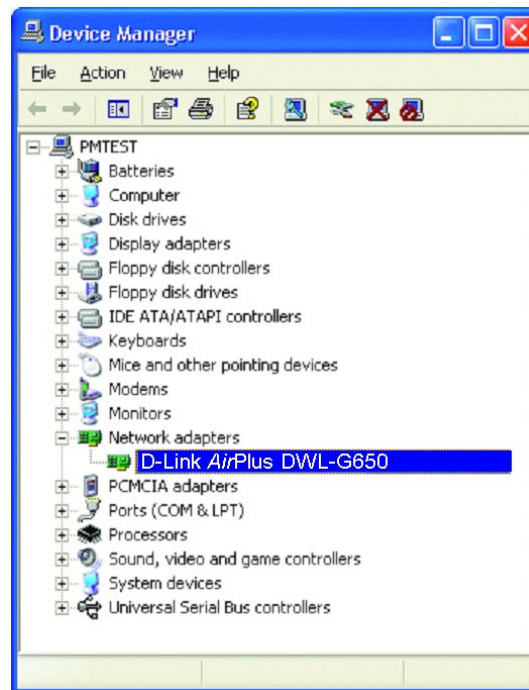 Device Manager
File Action View Help
PMTEST
Batteries
Computer
Disk drives
Display adapters
Floppy disk controllers
Floppy disk drives
IDE ATA/ATAPI controllers
Keyboards
Mice and other pointing devices
Modems
Monitors
Network adapters
D-Link AirPlus DWL-G650
PCMCIA adapters
Ports (COM & LPT)
Processors
Sound, video and game controllers
System devices
Universal Serial Bus controllers